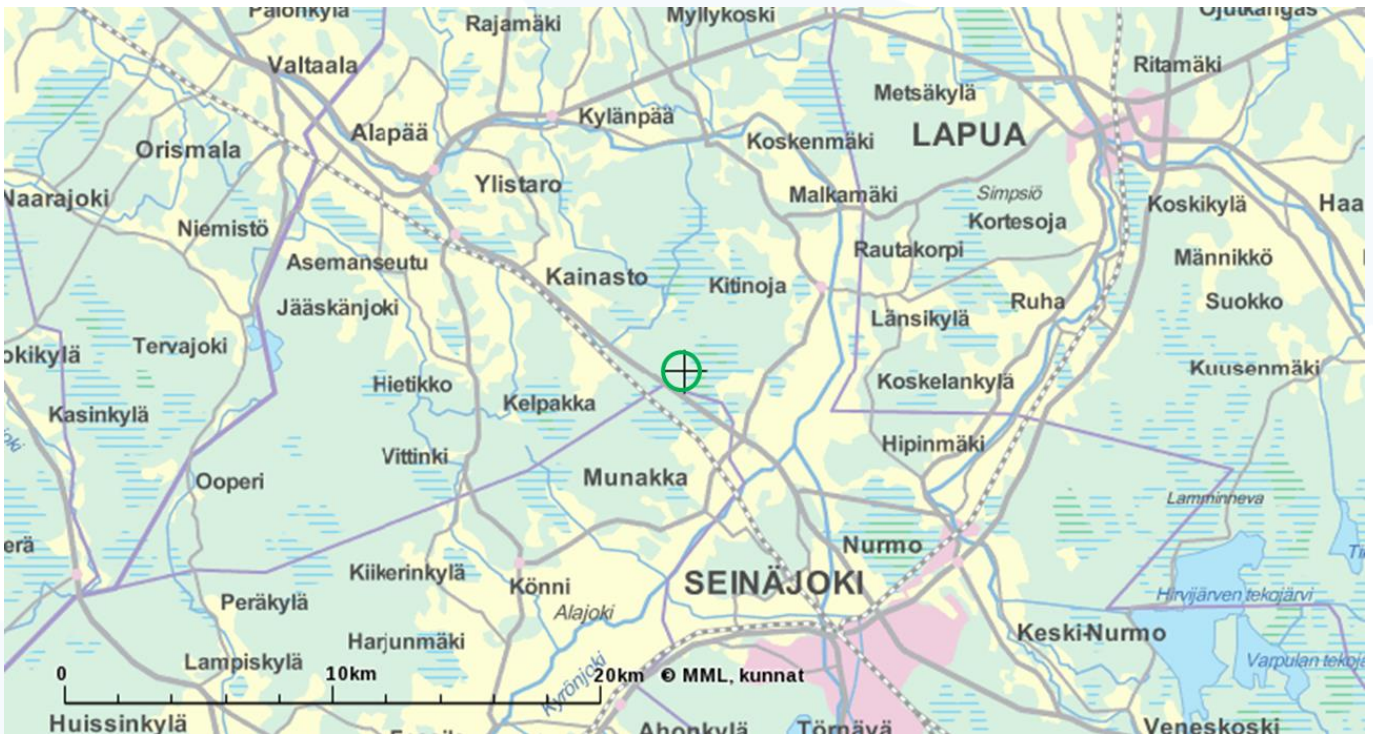 Palonkylä
Rajamäki
Myllykoski
Ojutkangas
Valtaala
Ritamäki
Metsäkylä
Kylänpää
Alapää
LAPUA
Koskenmäki
Orismala
Ylistaro
Malkamäki
Simpsiö
Naarajoki
Koskikylä
Haa
Kortesoja
Niemistö
Rautakorpi
Männikkö
Asemanseutu
Kainasto
Kitinoja
Jääskänjoki
Ruha
Suokko
Länsikylä
Tervajoki
okikylä
Kuusenmäki
Hietikko
Koskelankylä
Kelpakka
Kasinkylä
joki
Hipinmäki
Vittinki
Munakka
Ooperi
Lamminneva
erä
Nurmo
Ti
Kiikerinkylä
Könni
SEINÄJOKI
Hirvijärven tekojärvi
Peräkylä
Alajoki
Keski-Nurmo
Harjunmäki
Lampiskylä
Varpulan tekojä
0 10km 20km © MML, kunnat
Kyrönjoki
Huissinkylä
Ahonkylä
Törnävä
Veneskoski